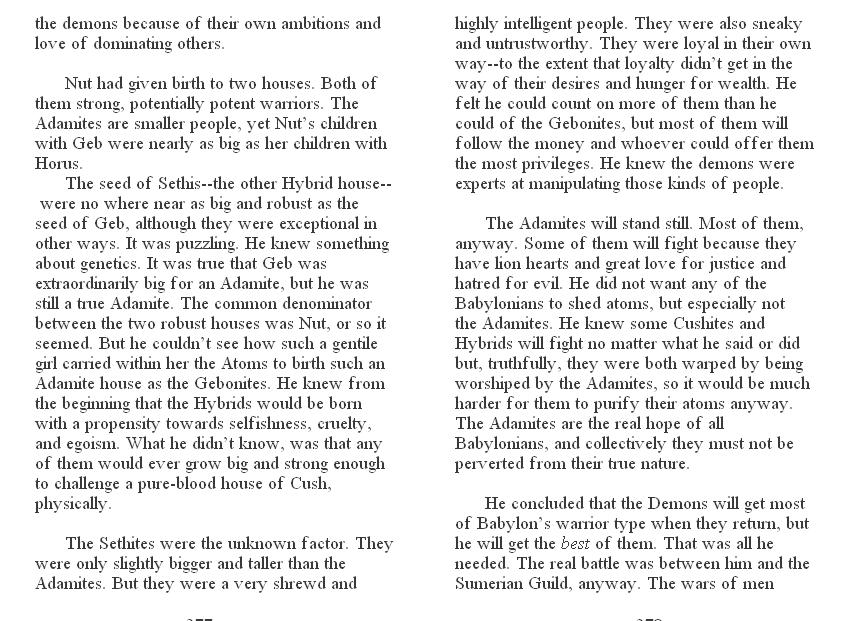 the demons because of their own ambitions and
love of dominating others.
Nut had given birth to two houses. Both of
them strong, potentially potent warriors. The
Adamites are smaller people, yet Nut's children
with Geb were nearly as big as her children with
Horus.
The seed of Sethis--the other Hybrid house--
were no where near as big and robust as the
seed of Geb, although they were exceptional in
other ways. It was puzzling. He knew something
about genetics. It was true that Geb was
extraordinarily big for an Adamite, but he was
still a true Adamite. The common denominator
between the two robust houses was Nut, or so it
seemed. But he couldn't see how such a gentile
girl carried within her the Atoms to birth such an
Adamite house as the Gebonites. He knew from
the beginning that the Hybrids would be born
with a propensity towards selfishness, cruelty,
and egoism. What he didn't know, was that any
of them would ever grow big and strong enough
to challenge a pure-blood house of Cush,
physically.
The Sethites were the unknown factor. They
were only slightly bigger and taller than the
Adamites. But they were a very shrewd and
highly intelligent people. They were also sneaky
and untrustworthy. They were loyal in their own
way--to the extent that loyalty didn't get in the
way of their desires and hunger for wealth. He
felt he could count on more of them than he
could of the Gebonites, but most of them will
follow the money and whoever could offer them
the most privileges. He knew the demons were
experts at manipulating those kinds of people.
The Adamites will stand still. Most of them,
anyway. Some of them will fight because they
have lion hearts and great love for justice and
hatred for evil. He did not want any of the
Babylonians to shed atoms, but especially not
the Adamites. He knew some Cushites and
Hybrids will fight no matter what he said or did
but, truthfully, they were both warped by being
worshiped by the Adamites, so it would be much
harder for them to purify their atoms anyway.
The Adamites are the real hope of all
Babylonians, and collectively they must not be
perverted from their true nature.
He concluded that the Demons will get most
of Babylon's warrior type when they return, but
he will get the best of them. That was all he
needed. The real battle was between him and the
Sumerian Guild, anyway. The wars of men